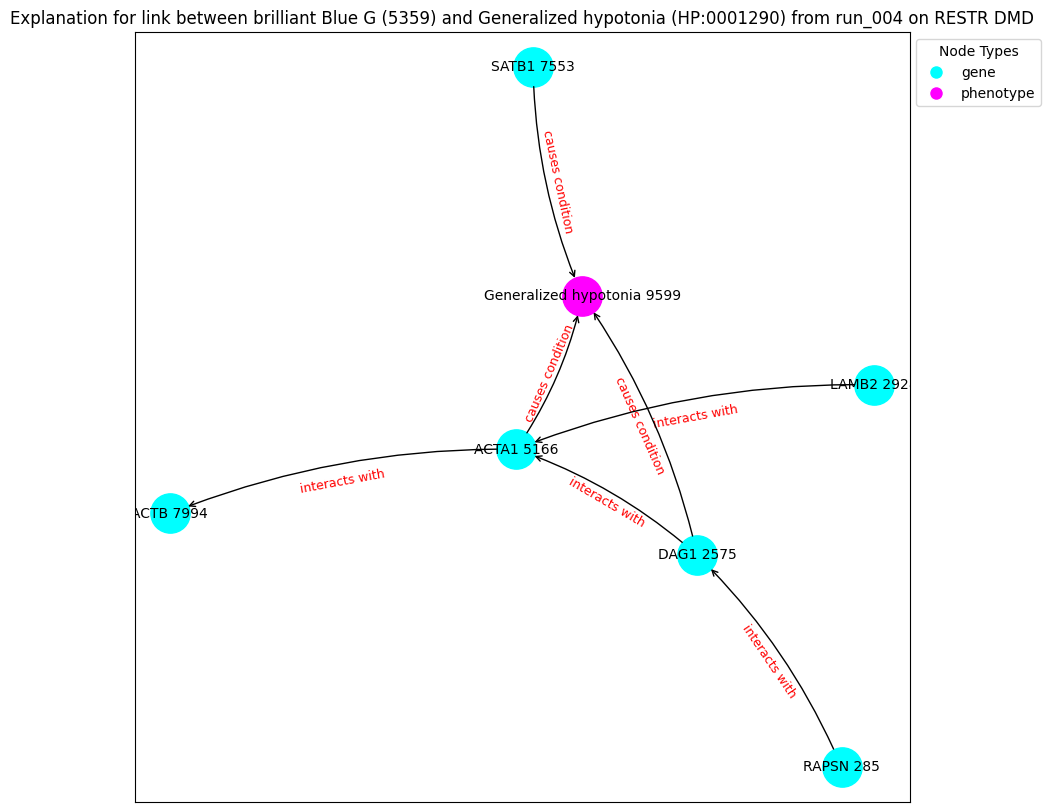 Explanation for link between brilliant Blue G (5359) and Generalized hypotonia (HP:0001290) from run_004 on RESTR DMD
Node Types
gene
phenotype
SATB1 7553
causes condition
Generalized hypotonia 9599
causes condition
causes condition
LAMB2 292
interacts with
ACTA1 5166
interacts with
interacts with
ACTB 7994
DAG1 2575
interacts with
RAPSN 285